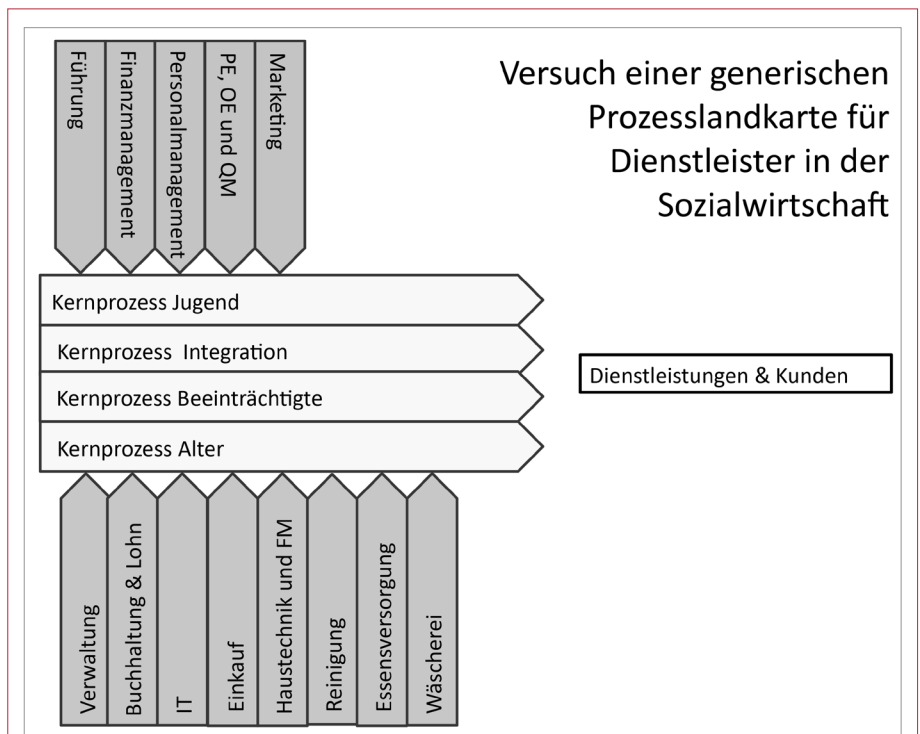 Versuch einer generischen
Prozesslandkarte für
Dienstleister in der
Sozialwirtschaft
Führung
Finanzmanagement
Personalmanagement
PE, OE und QM
Marketing
Kernprozess Jugend
Kernprozess Integration
Kernprozess Beeinträchtigte
Kernprozess Alter
Dienstleistungen & Kunden
Verwaltung
Buchhaltung & Lohn
IT
Einkauf
Haustechnik und FM
Reinigung
Essensversorgung
Wäscherei